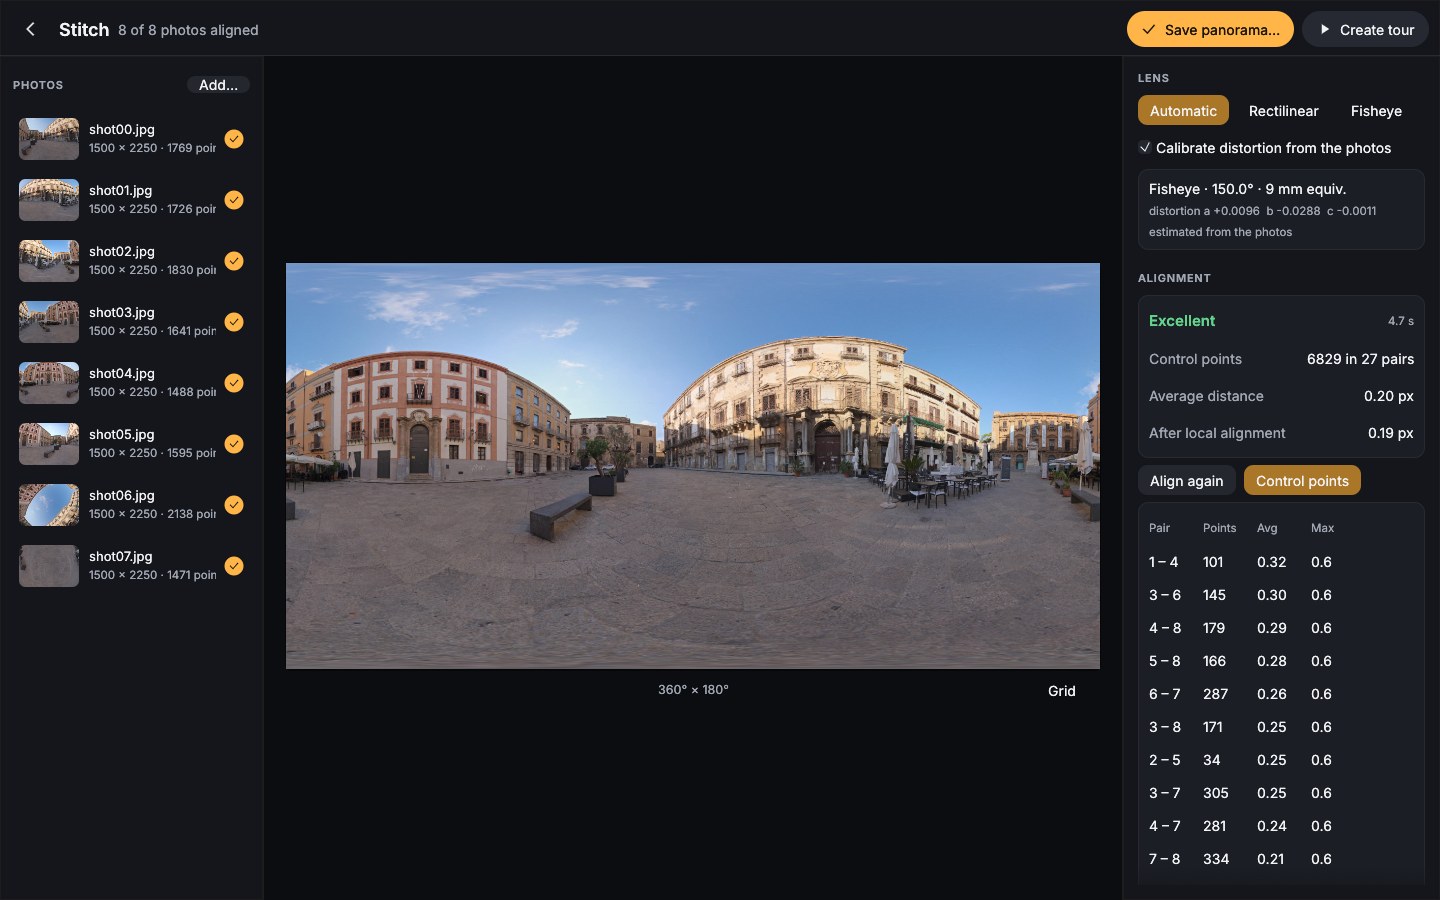 Stitch 8 of 8 photos aligned
Save panorama...
Create tour
PHOTOS
Add...
shot00.jpg
1500 × 2250 · 1769 poin
shot01.jpg
1500 × 2250 · 1726 poin
shot02.jpg
1500 × 2250 · 1830 poin
shot03.jpg
1500 × 2250 · 1641 poin
shot04.jpg
1500 × 2250 · 1488 poin
shot05.jpg
1500 × 2250 · 1595 poin
shot06.jpg
1500 × 2250 · 2138 poin
shot07.jpg
1500 × 2250 · 1471 poin
360° × 180°
Grid
LENS
Automatic Rectilinear Fisheye
Calibrate distortion from the photos
Fisheye · 150.0° · 9 mm equiv.
distortion a +0.0096 b -0.0288 c -0.0011
estimated from the photos
ALIGNMENT
Excellent 4.7 s
Control points 6829 in 27 pairs
Average distance 0.20 px
After local alignment 0.19 px
Align again Control points
Pair Points Avg Max
1 – 4 101 0.32 0.6
3 – 6 145 0.30 0.6
4 – 8 179 0.29 0.6
5 – 8 166 0.28 0.6
6 – 7 287 0.26 0.6
3 – 8 171 0.25 0.6
2 – 5 34 0.25 0.6
3 – 7 305 0.25 0.6
4 – 7 281 0.24 0.6
7 – 8 334 0.21 0.6